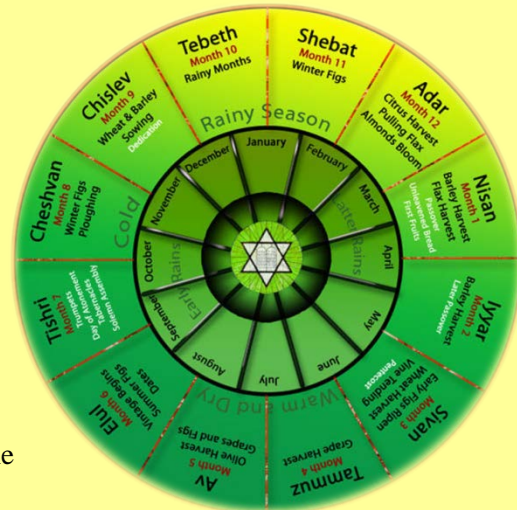 Tebeth
Month 10
Rainy Months
Shebat
Month 11
Winter Figs
Adar
Month 12
Citrus Harvest
Pulling Flax
Almonds Bloom
Nisan
Month 1
Barley Harvest
Flax Harvest
Passover
Unleavened Bread
First Fruits
Iyyar
Month 2
Barley Harvest
Later Passover
Sivan
Month 3
Early Figs Ripen
Wheat Harvest
Vine Tending
Pentecost
Tammuz
Month 4
Grape Harvest
Av
Month 5
Olive Harvest
Grapes and Figs
Elul
Month 6
Vintage Begins
Summer Figs
Dates
Tishri
Month 7
Day of Trumpets
Day of Atonement
Tabernacles
Solemn Assembly
Cheshvan
Month 8
Winter Figs
Ploughing
Chislev
Month 9
Wheat & Barley
Sowing
Dedication
Rainy Season
Latter Rains
Warm and Dry
Early Rains
Cold
January
February
March
April
May
June
July
August
September
October
November
December